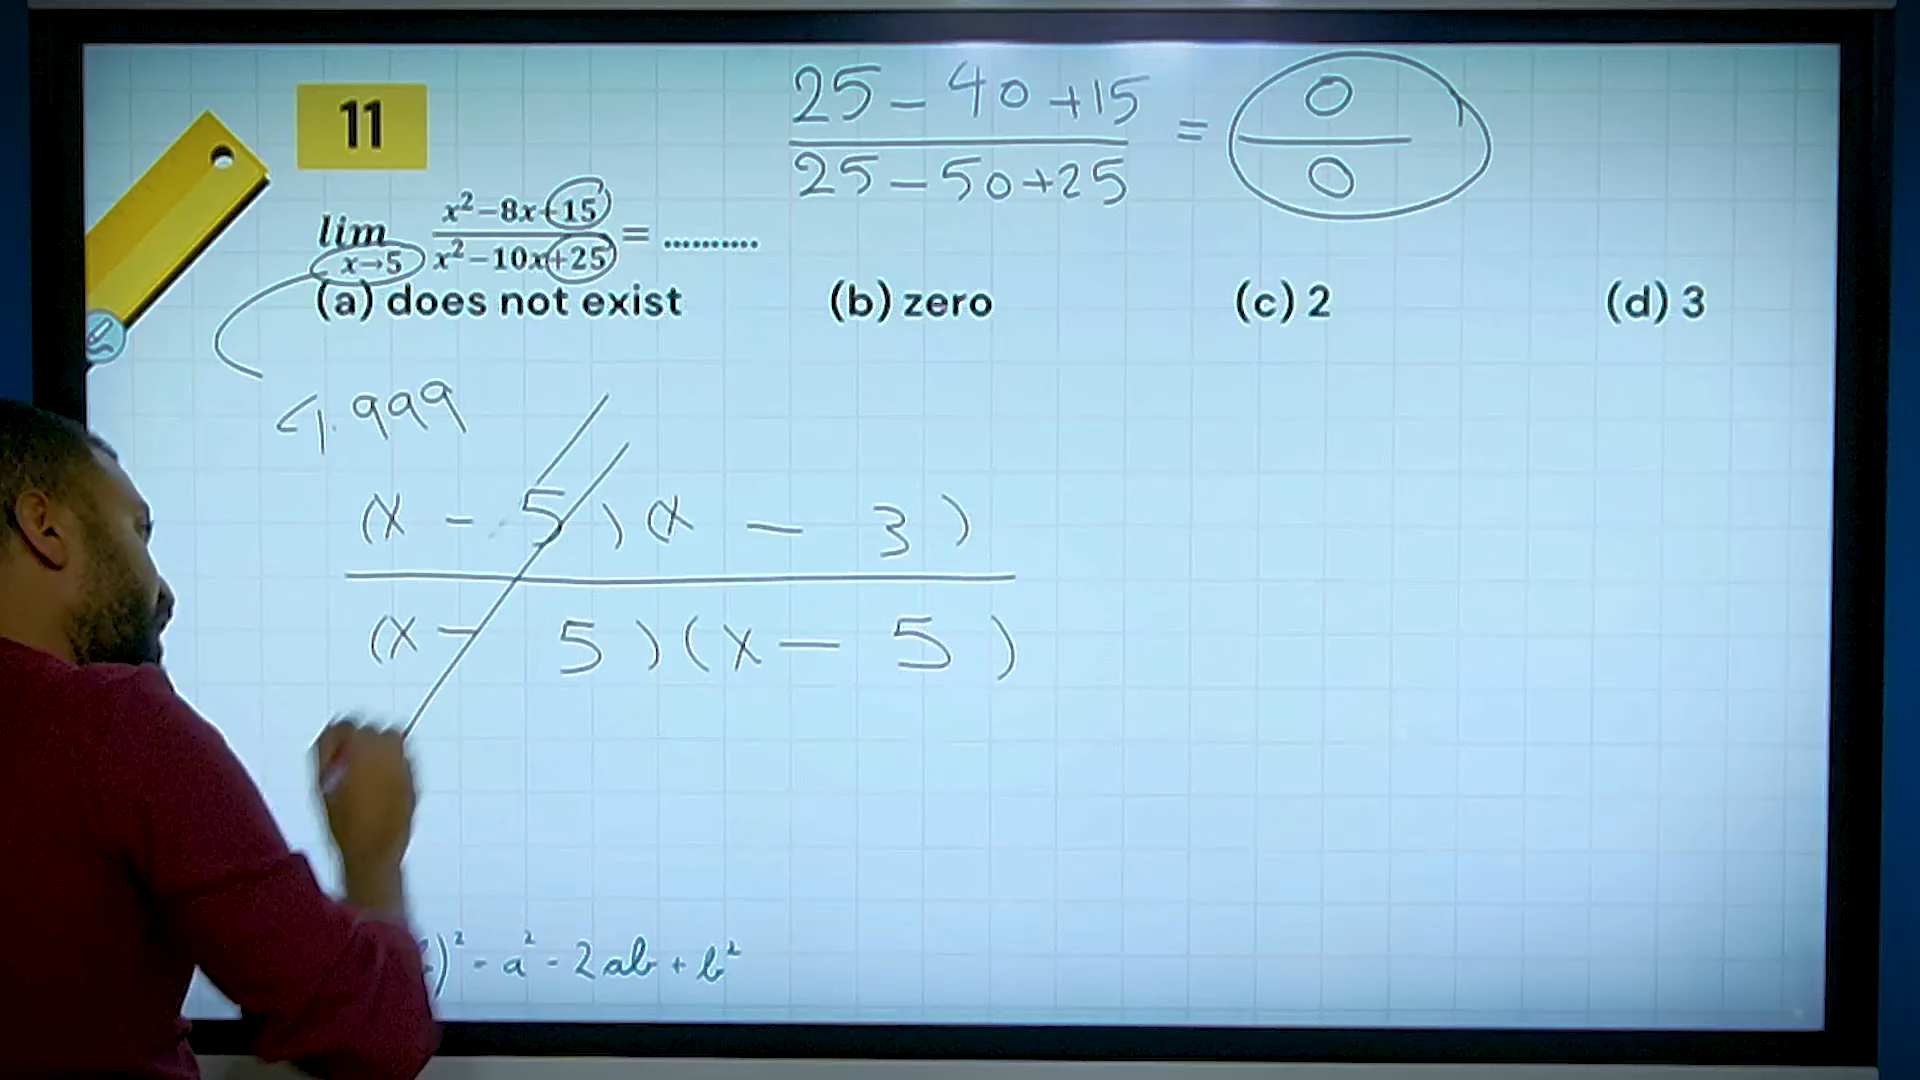 11
25 - 40 + 15
25 - 50 + 25
= 0
0
lim x→5 x²-8x+15
x²-10x+25
= ..........
(a) does not exist (b) zero (c) 2 (d) 3
4.999
(x - 5)(x - 3)
(x - 5)(x - 5)
)² - a² - 2ab + b²